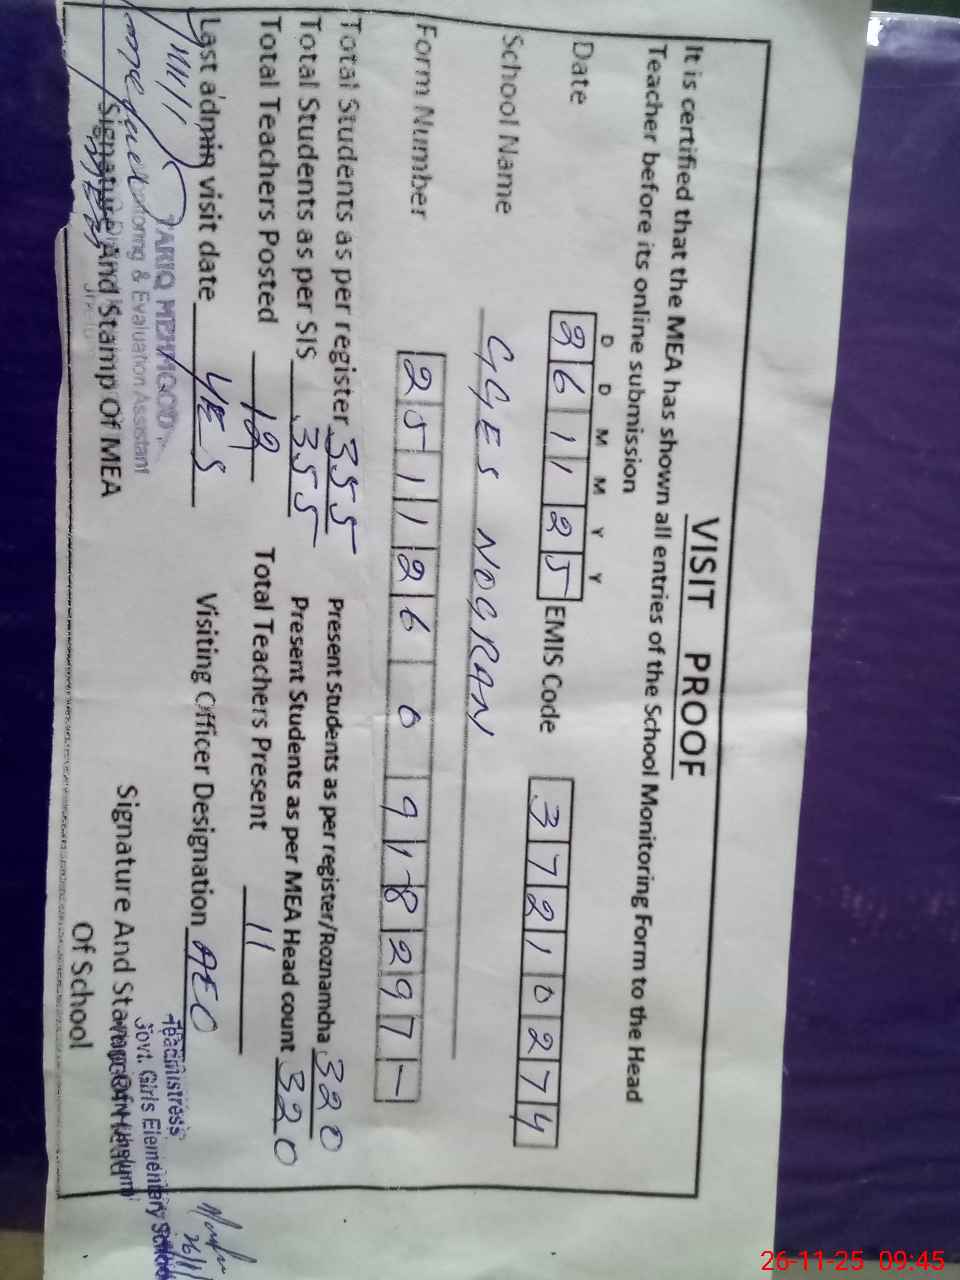 VISIT PROOF
It is certified that the MEA has shown all entries of the School Monitoring Form to the Head
Teacher before its online submission
D D M M Y Y
Date 2 6 1 1 2 5 EMIS Code 3 7 2 1 0 2 7 4
School Name GGES NOGRAN
Form Number 2 5 1 1 2 6 0 9 1 8 2 9 7 -
Total Students as per register 355 Present Students as per register/Roznamcha 320
Total Students as per SIS 355 Present Students as per MEA Head count 320
Total Teachers Posted 12 Total Teachers Present 11
Last admin visit date YES Visiting Officer Designation AEO
TARIQ MEHMOOD
Monitoring & Evaluation Assistant
Signature And Stamp Of MEA
Signature And Stamp Of Head
Of School
Headmistress
Govt. Girls Elementary School
26-11-25 09:45